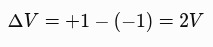 ΔV = +1 − (−1) = 2V